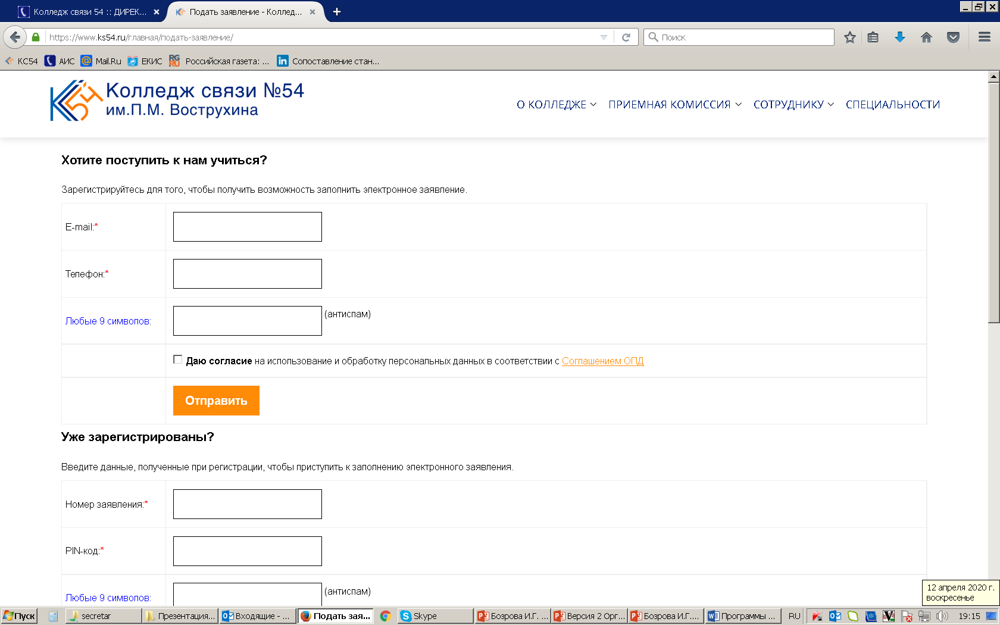 Колледж связи 54 :: ДИРЕК...
Подать заявление - Коллед...
https://www.ks54.ru/главная/подать-заявление/
Поиск
КС54
АИС
Mail.Ru
ЕКИС
RG RU
Российская газета: ...
in
Сопоставление стан...
Колледж связи №54
им.П.М. Вострухина
О КОЛЛЕДЖЕ
ПРИЕМНАЯ КОМИССИЯ
СОТРУДНИКУ
СПЕЦИАЛЬНОСТИ
Хотите поступить к нам учиться?
Зарегистрируйтесь для того, чтобы получить возможность заполнить электронное заявление.
E-mail:*
Телефон:*
Любые 9 символов:
(антиспам)
Даю согласие на использование и обработку персональных данных в соответствии с Соглашением ОПД
Отправить
Уже зарегистрированы?
Введите данные, полученные при регистрации, чтобы приступить к заполнению электронного заявления.
Номер заявления:*
PIN-код:*
Любые 9 символов:
(антиспам)
12 апреля 2020 г.
воскресенье
Пуск
secretar
Презентация...
Входящие - ...
Подать зая...
Skype
Бозрова И.Г. ...
Версия 2 Орг...
Бозрова И.Г....
Программы ...
RU
19:15